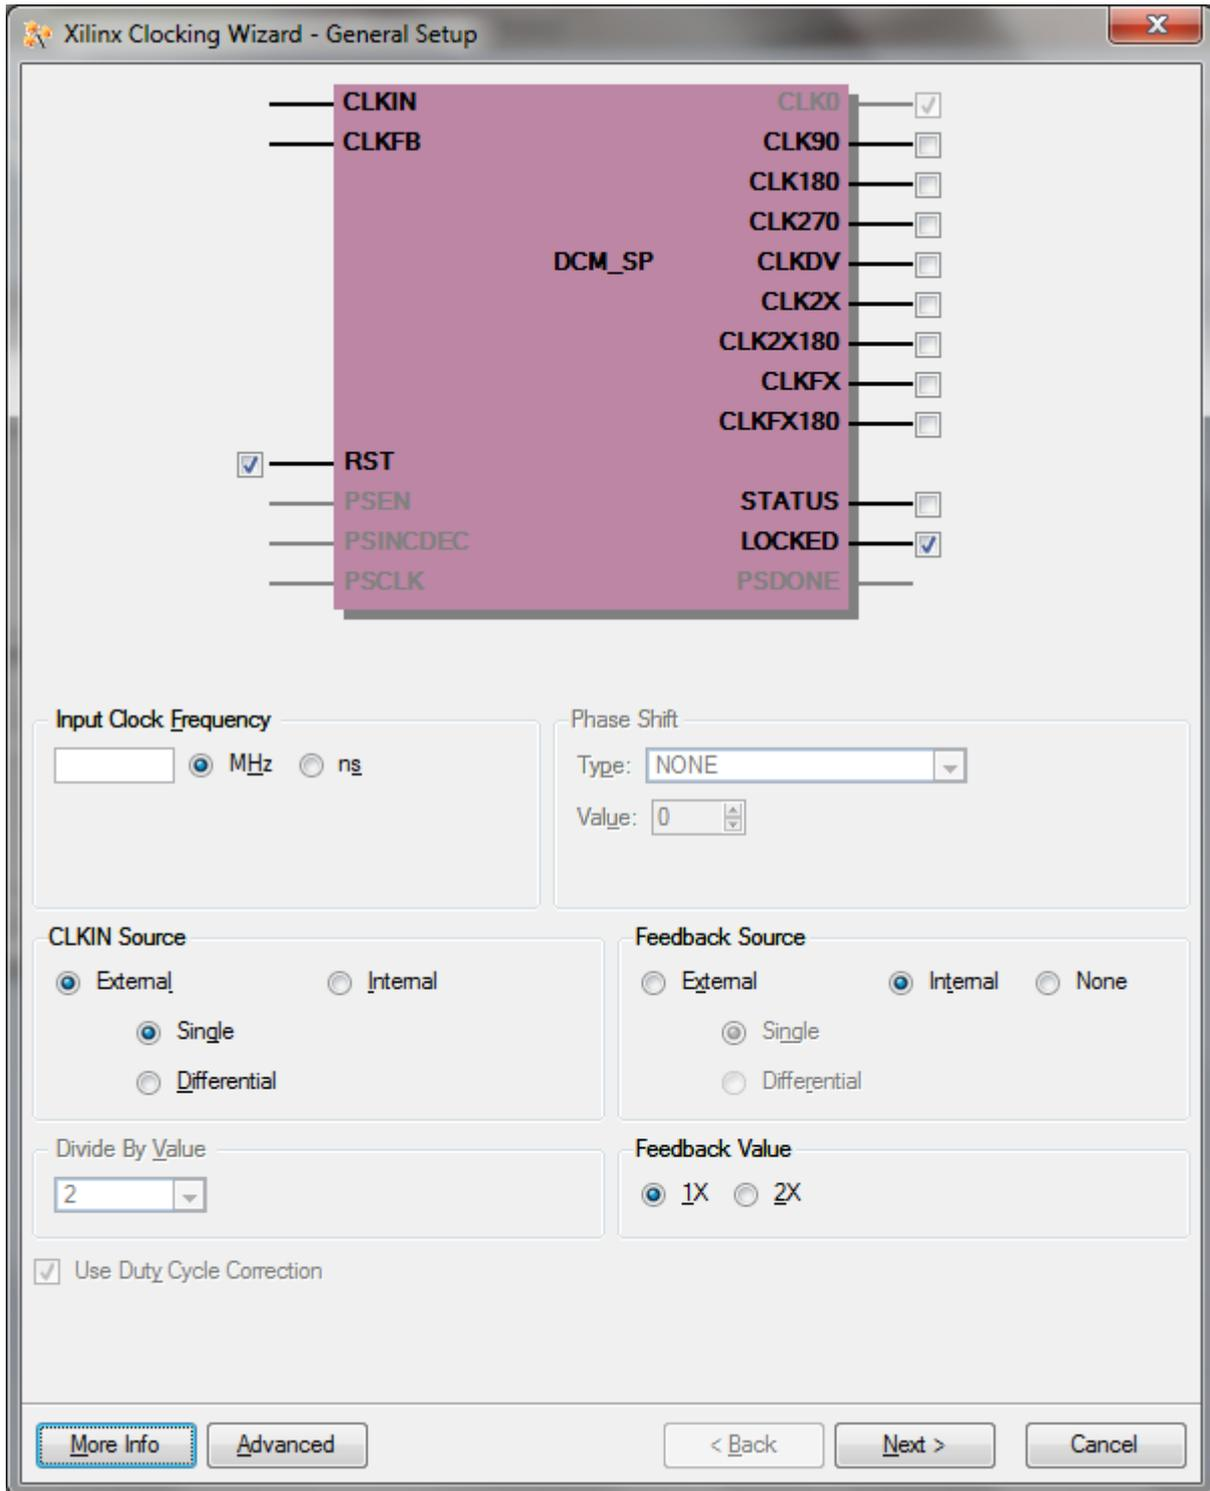 Xilinx Clocking Wizard - General Setup
CLKIN CLK0
CLKFB CLK90
CLK180
CLK270
DCM_SP CLKDV
CLK2X
CLK2X180
CLKFX
CLKFX180
RST
PSEN STATUS
PSINCDEC LOCKED
PSCLK PSDONE
Input Clock Frequency
MHz ns
Phase Shift
Type: NONE
Value: 0
CLKIN Source
External Internal
Single
Differential
Feedback Source
External Internal None
Single
Differential
Divide By Value
2
Feedback Value
1X 2X
Use Duty Cycle Correction
More Info Advanced < Back Next > Cancel